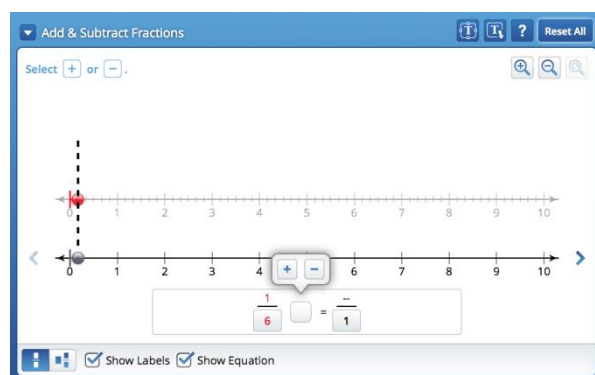 Add & Subtract Fractions
T T ? Reset All
Select + or − .
0 1 2 3 4 5 6 7 8 9 10
0 1 2 3 4 6 7 8 9 10
+ −
1 --
=
6 1
Show Labels Show Equation